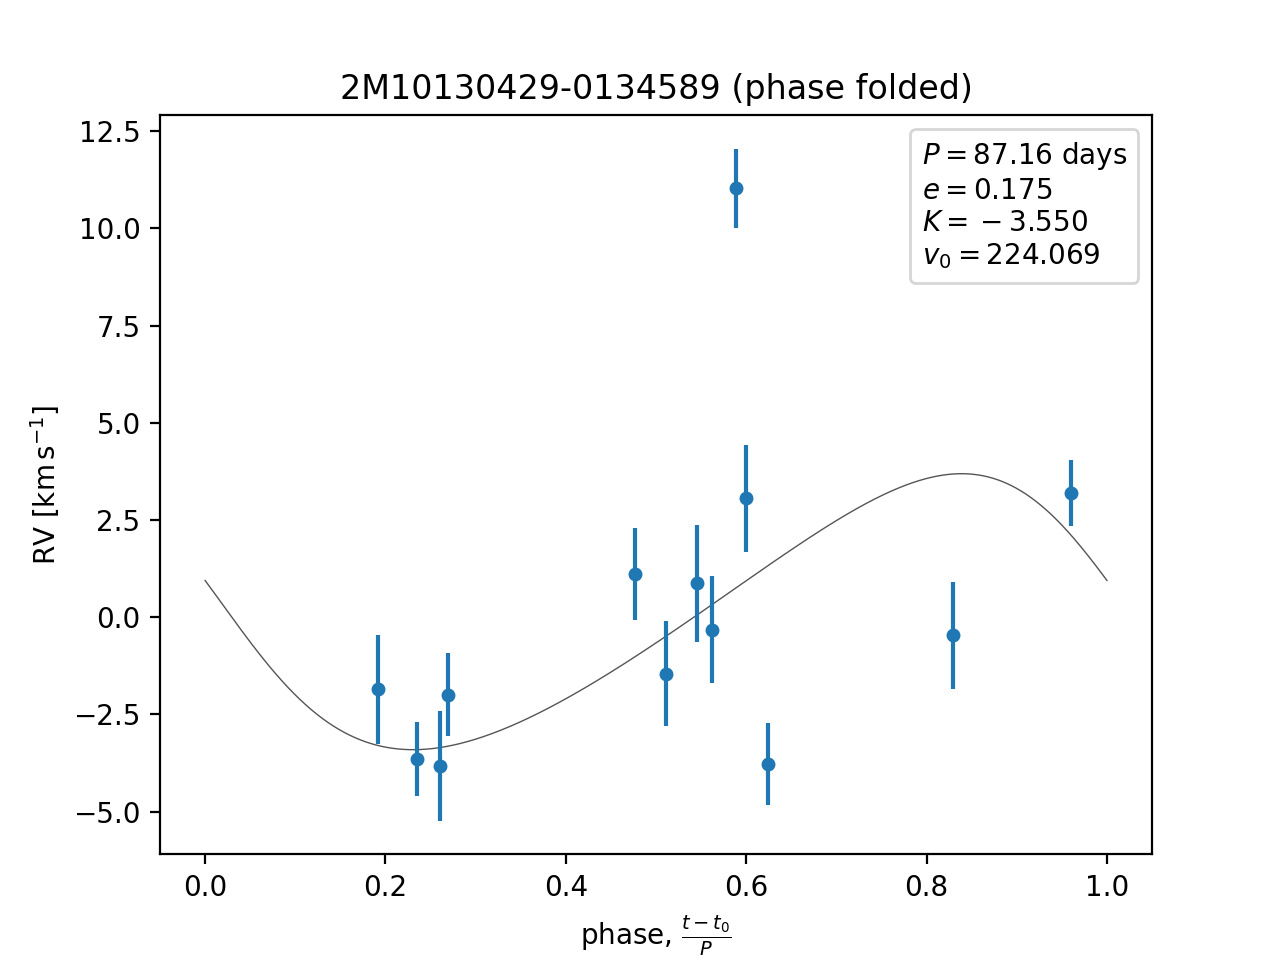 2M10130429-0134589 (phase folded)
P = 87.16 days
e = 0.175
K = − 3.550
v₀ = 224.069
12.5
10.0
7.5
5.0
2.5
0.0
−2.5
−5.0
RV [km s⁻¹]
0.0 0.2 0.4 0.6 0.8 1.0
phase, (t − t₀)/P